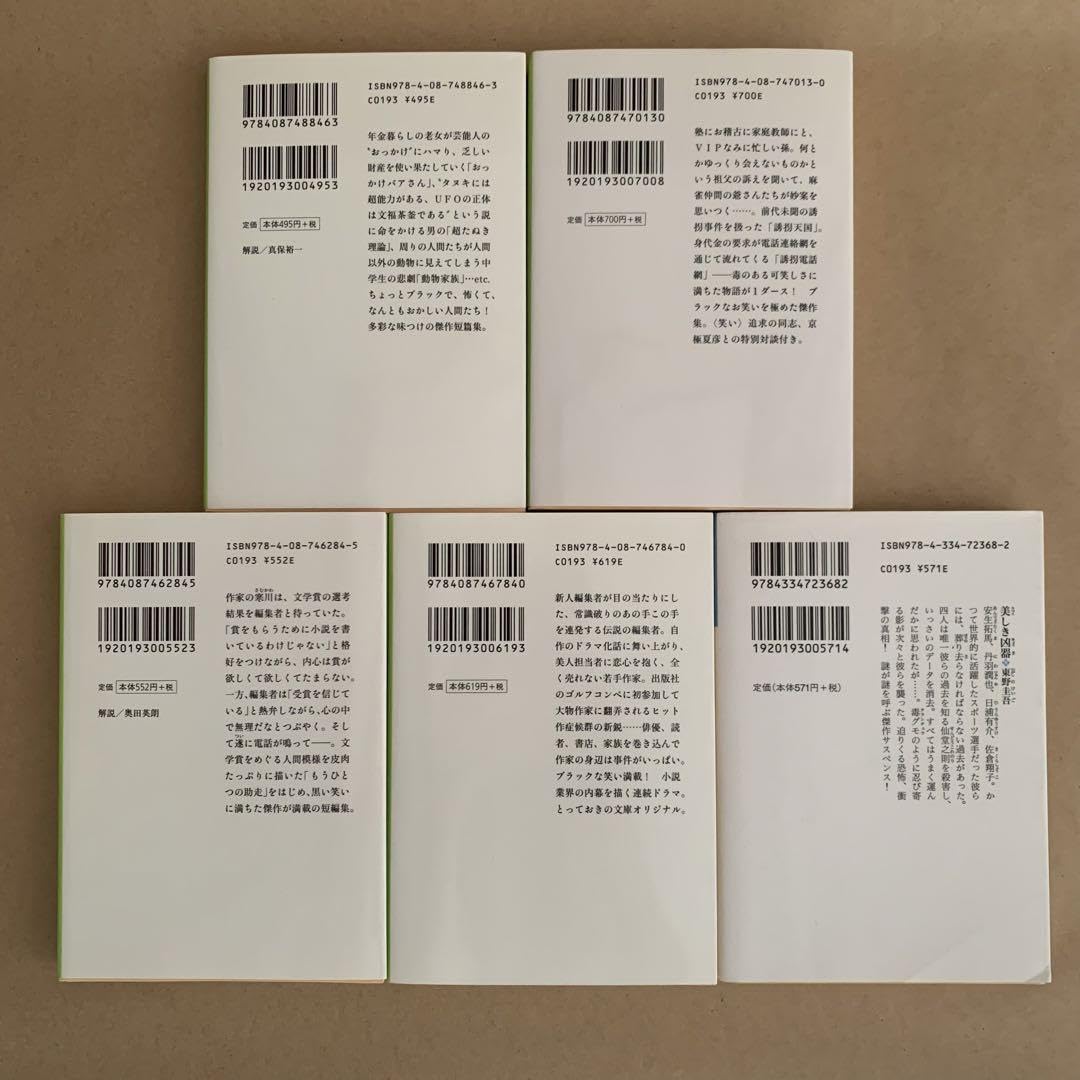 ISBN978-4-08-748846-3
C0193 ¥495E
9784087488463
1920193004953
定価 本体495円+税
解説/真保裕一
年金暮らしの老女が芸能人の
“おっかけ”にハマり、乏しい
財産を使い果たしていく「おっ
かけバアさん」、“タヌキには
超能力がある、UFOの正体
は文福茶釜である”という説
に命をかける男の「超たぬき
理論」、周りの人間たちが人間
以外の動物に見えてしまう中
学生の悲劇「動物家族」…etc.
ちょっとブラックで、怖くて、
なんともおかしい人間たち!
多彩な味つけの傑作短篇集。
ISBN978-4-08-747013-0
C0193 ¥700E
9784087470130
1920193007008
定価 本体700円+税
塾にお稽古に家庭教師にと、
VIPなみに忙しい孫。何と
かゆっくり会えないものかと
いう祖父の訴えを聞いて、麻
雀仲間の爺さんたちが妙案を
思いつく……。前代未聞の誘
拐事件を扱った「誘拐天国」。
身代金の要求が電話連絡網を
通じて流れてくる「誘拐電話
網」――毒のある可笑しさに
満ちた物語が1ダース! ブ
ラックなお笑いを極めた傑作
集。〈笑い〉追求の同志、京
極夏彦との特別対談付き。
ISBN978-4-08-746284-5
C0193 ¥552E
9784087462845
1920193005523
定価 本体552円+税
解説/奥田英朗
作家の寒川は、文学賞の選考
さむかわ
結果を編集者と待っていた。
「賞をもらうために小説を書
いているわけじゃない」と格
好をつけながら、内心は賞が
欲しくて欲しくてたまらない。
一方、編集者は「受賞を信じて
いる」と熱弁しながら、心の中
で無理だなとつぶやく。そし
て遂に電話が鳴って――。文
つい
学賞をめぐる人間模様を皮肉
たっぷりに描いた「もうひと
つの助走」をはじめ、黒い笑い
に満ちた傑作が満載の短編集。
ISBN978-4-08-746784-0
C0193 ¥619E
9784087467840
1920193006193
定価 本体619円+税
新人編集者が目の当たりにし
た、常識破りのあの手この手
を連発する伝説の編集者。自
作のドラマ化話に舞い上がり、
美人担当者に恋心を抱く、全
く売れない若手作家。出版社
のゴルフコンペに初参加して
大物作家に翻弄されるヒット
作症候群の新鋭……俳優、読
者、書店、家族を巻き込んで
作家の身辺は事件がいっぱい。
ブラックな笑い満載! 小説
業界の内幕を描く連続ドラマ。
とっておきの文庫オリジナル。
ISBN978-4-334-72368-2
C0193 ¥571E
9784334723682
1920193005714
定価(本体571円+税)
美しき凶器❖東野圭吾
安生拓馬、丹羽潤也、日浦有介、佐倉翔子。か
つて世界的に活躍したスポーツ選手だった彼ら
には、葬り去らなければならない過去があった。
四人は唯一彼らの過去を知る仙堂之則を殺害し、
いっさいのデータを消去。すべてはうまく運ん
だかに思われたが……。毒グモのように忍び寄
る影が次々と彼らを襲った。迫りくる恐怖、衝
撃の真相! 謎が謎を呼ぶ傑作サスペンス!